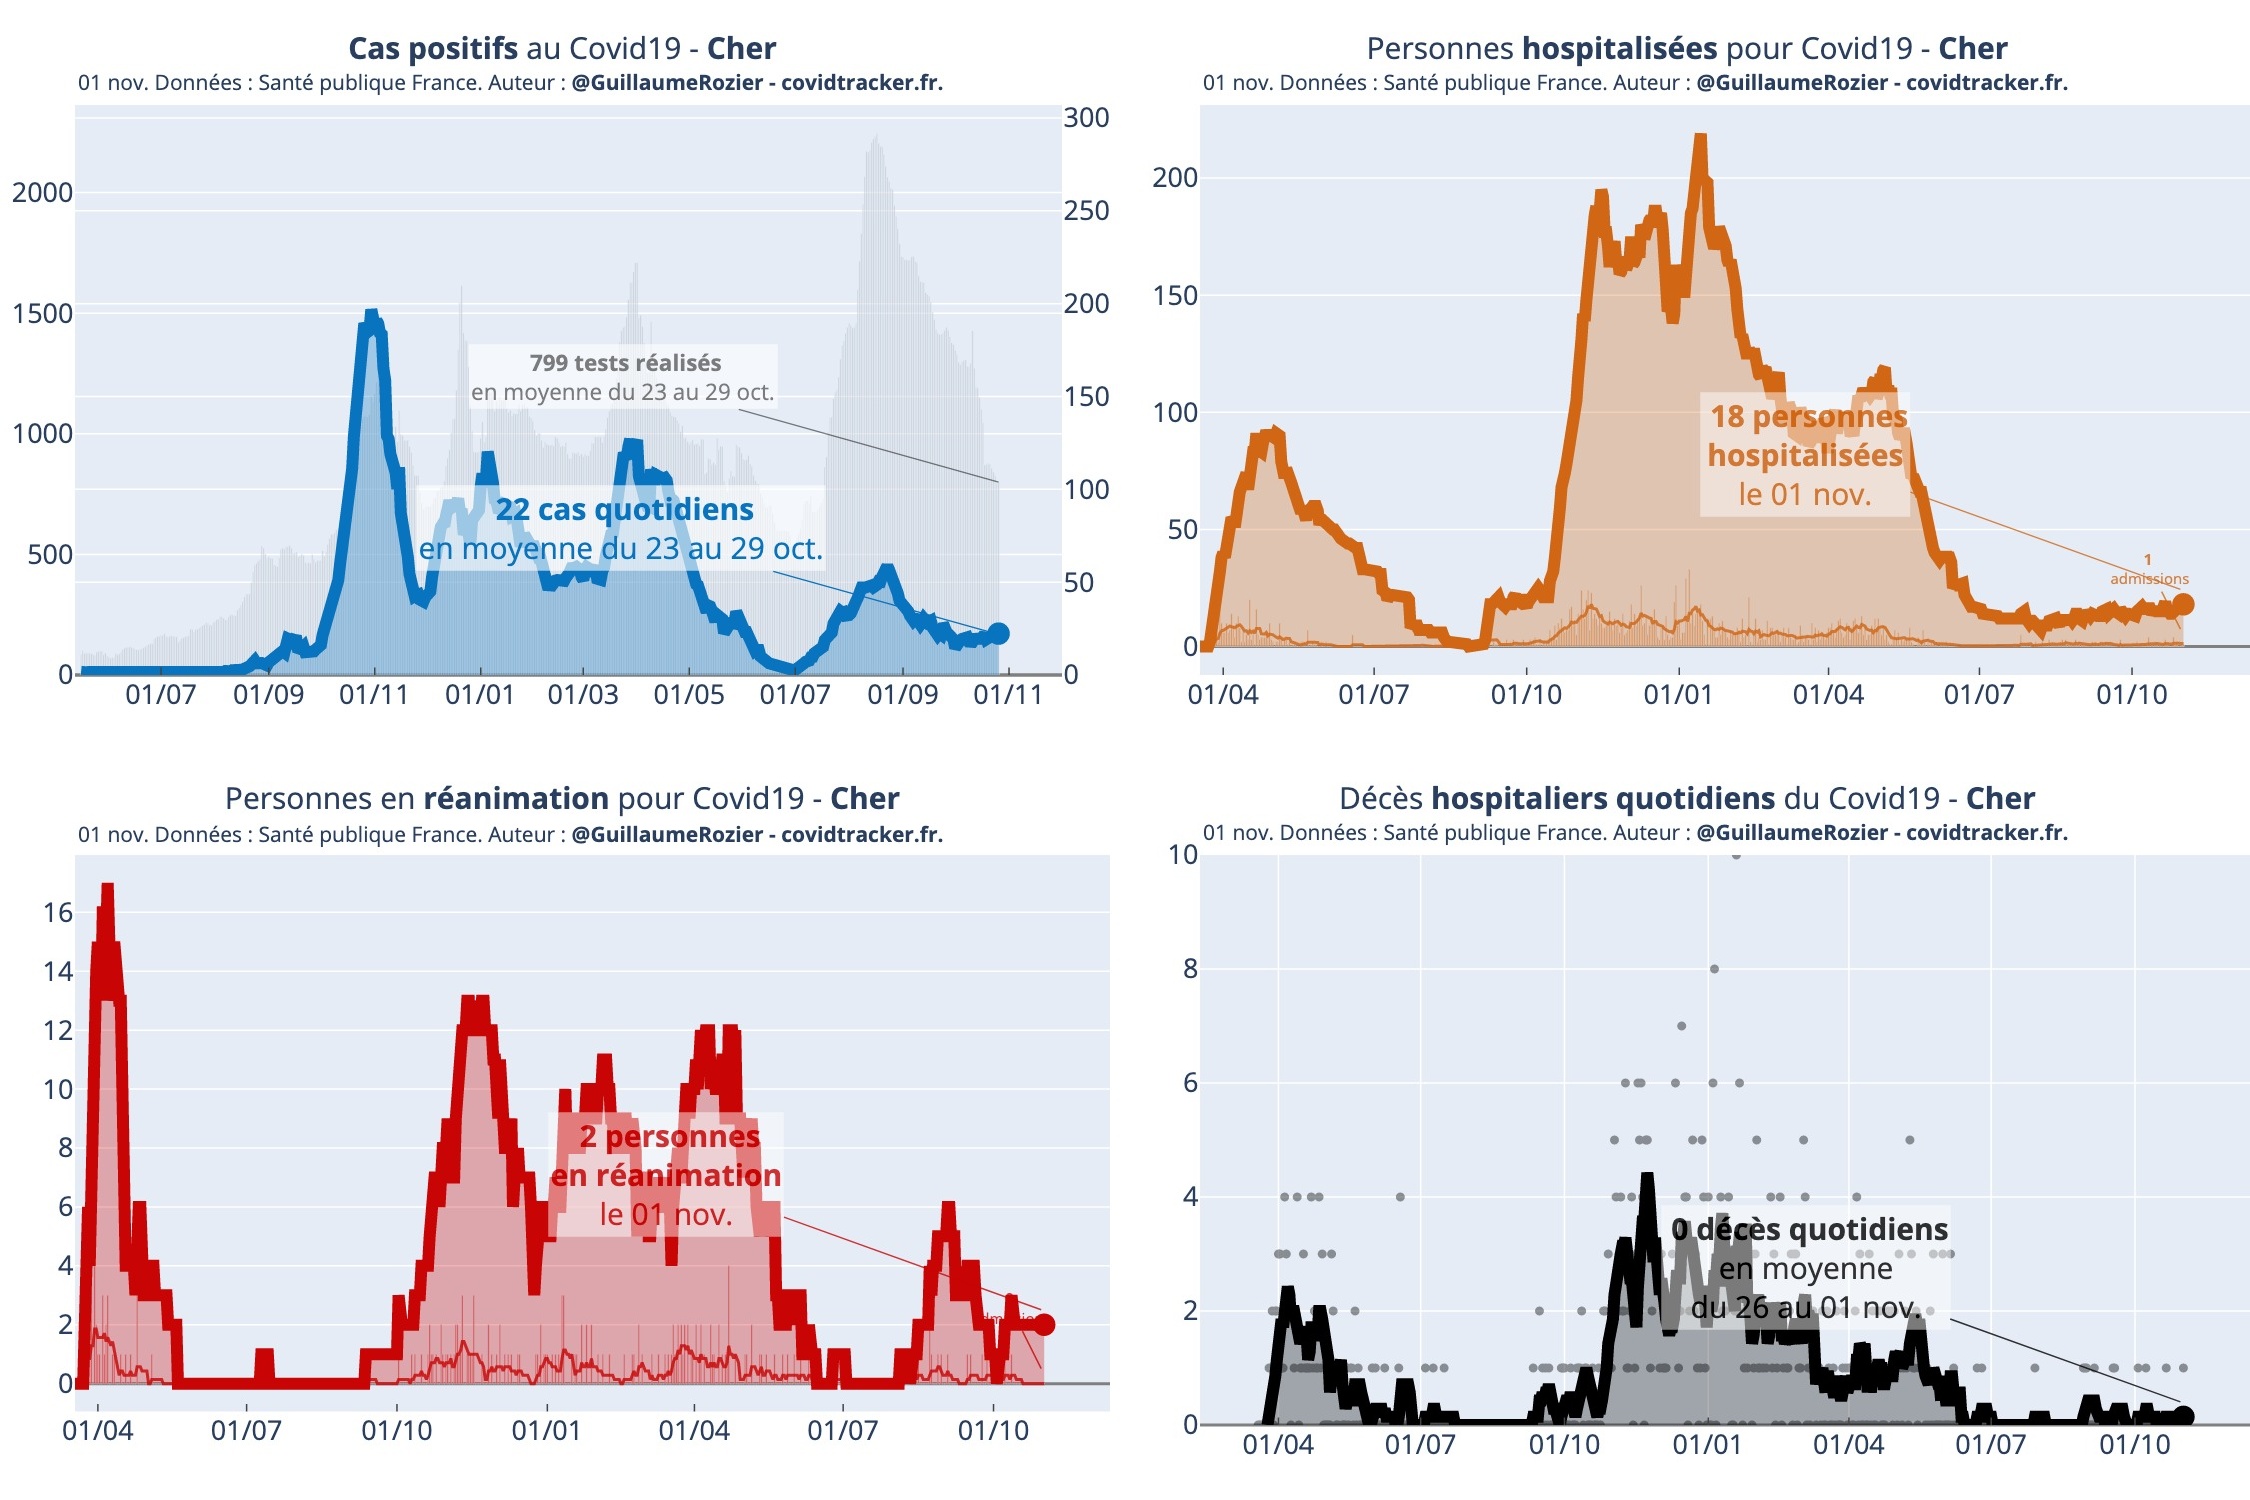 Cas positifs au Covid19 - Cher
01 nov. Données : Santé publique France. Auteur : @GuillaumeRozier - covidtracker.fr.
300
2000
250
1500
200
799 tests réalisés
en moyenne du 23 au 29 oct.
150
1000
100
22 cas quotidiens
en moyenne du 23 au 29 oct.
500
50
0
0
01/07 01/09 01/11 01/01 01/03 01/05 01/07 01/09 01/11
Personnes hospitalisées pour Covid19 - Cher
01 nov. Données : Santé publique France. Auteur : @GuillaumeRozier - covidtracker.fr.
200
150
100
18 personnes
hospitalisées
le 01 nov.
50
1
admissions
0
01/04 01/07 01/10 01/01 01/04 01/07 01/10
Personnes en réanimation pour Covid19 - Cher
01 nov. Données : Santé publique France. Auteur : @GuillaumeRozier - covidtracker.fr.
16
14
12
10
8
2 personnes
en réanimation
le 01 nov.
6
4
2
0
01/04 01/07 01/10 01/01 01/04 01/07 01/10
Décès hospitaliers quotidiens du Covid19 - Cher
01 nov. Données : Santé publique France. Auteur : @GuillaumeRozier - covidtracker.fr.
10
8
6
4
0 décès quotidiens
en moyenne
du 26 au 01 nov.
2
0
01/04 01/07 01/10 01/01 01/04 01/07 01/10